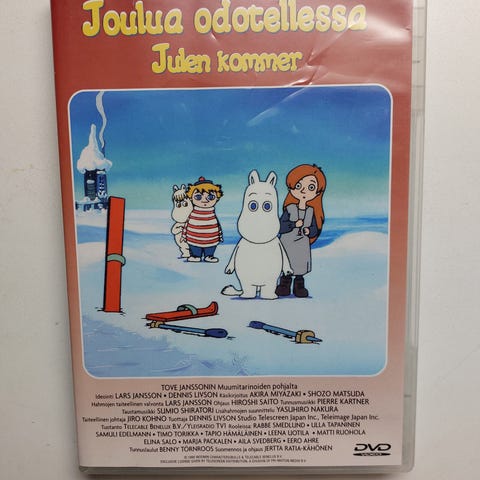 Joulua odotellessa
Julen kommer
TOVE JANSSONIN Muumitarinoiden pohjalta
Ideointi LARS JANSSON • DENNIS LIVSON Käsikirjoitus AKIRA MIYAZAKI • SHOZO MATSUDA
Hahmojen taiteellinen valvonta LARS JANSSON Ohjaus HIROSHI SAITO Tunnusmusiikki PIERRE KARTNER
Taustamusiikki SUMIO SHIRATORI Lisähahmojen suunnittelu YASUHIRO NAKURA
Taiteellinen johtaja JIRO KOHNO Tuottaja DENNIS LIVSON Studio Telescreen Japan Inc., Teleimage Japan Inc.
Tuotanto TELECABLE BENELUX B.V./YLEISRADIO TV1 Rooleissa: RABBE SMEDLUND • ULLA TAPANINEN
SAMULI EDELMANN • TIMO TORIKKA • TAPIO HÄMÄLÄINEN • LEENA UOTILA • MATTI RUOHOLA
ELINA SALO • MARJA PACKALEN • AILA SVEDBERG • EERO AHRE
Tunnuslaulut BENNY TÖRNROOS Suomennos ja ohjaus JERTTA RATIA-KÄHÖNEN
DVD
VIDEO